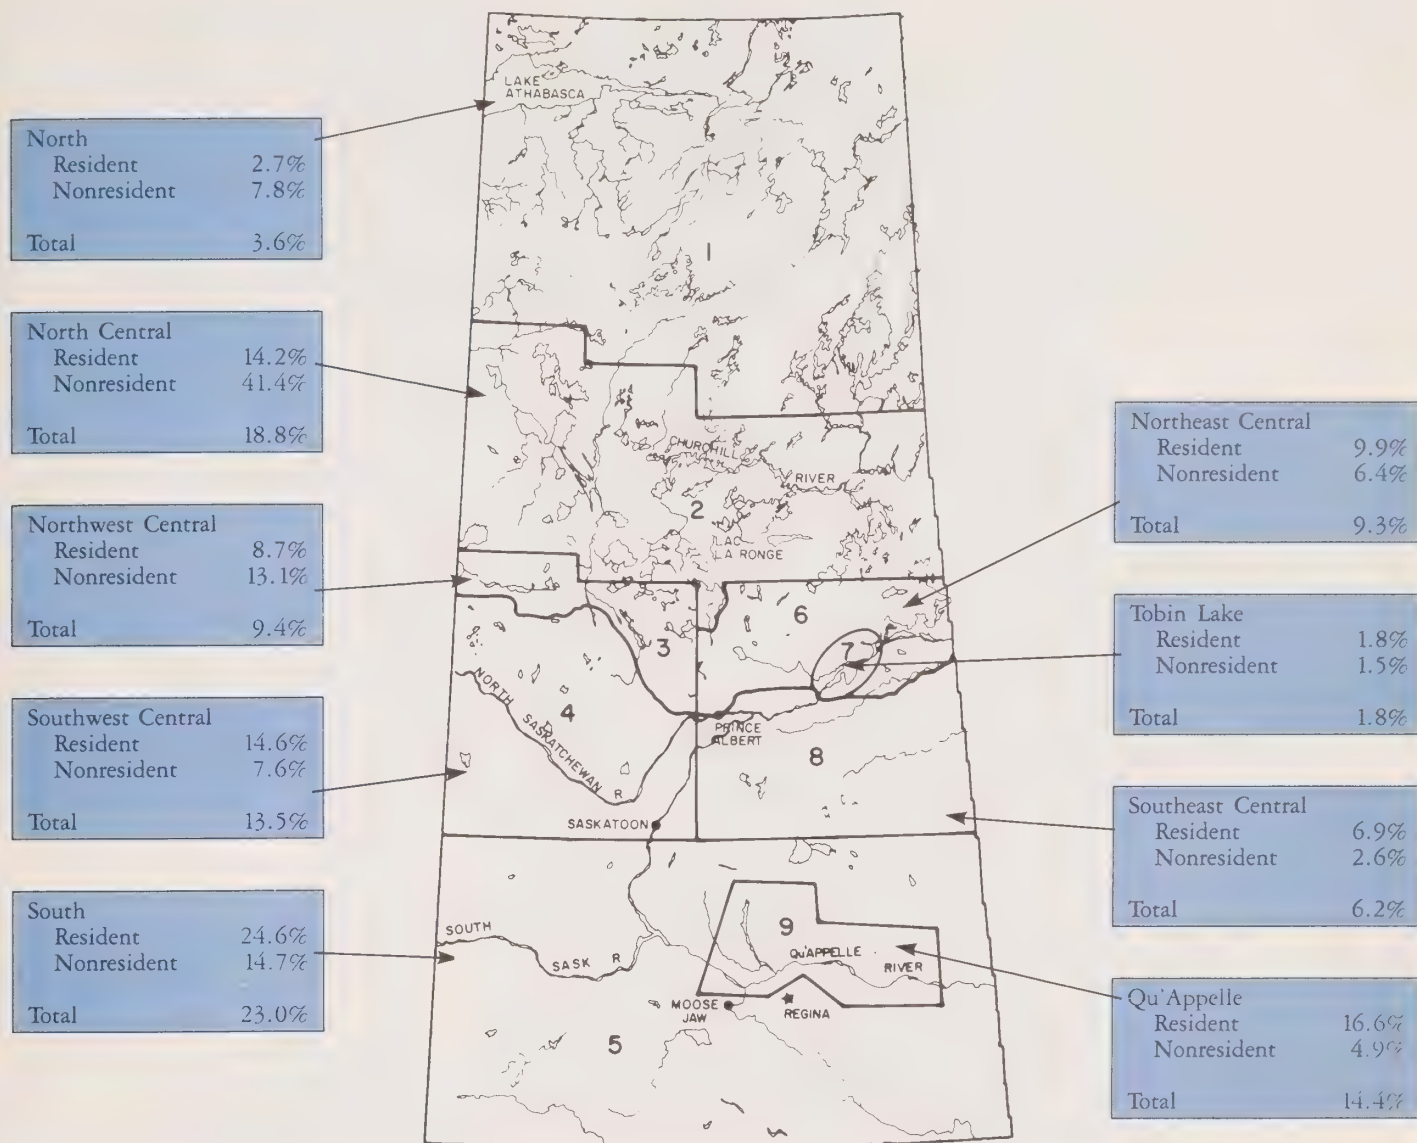 North
Resident 2.7%
Nonresident 7.8%
Total 3.6%
North Central
Resident 14.2%
Nonresident 41.4%
Total 18.8%
Northwest Central
Resident 8.7%
Nonresident 13.1%
Total 9.4%
Southwest Central
Resident 14.6%
Nonresident 7.6%
Total 13.5%
South
Resident 24.6%
Nonresident 14.7%
Total 23.0%
LAKE
ATHABASCA
1
CHURCHILL
RIVER
2
LAC
LA RONGE
6
3
7
4
NORTH SASKATCHEWAN R
PRINCE
ALBERT
8
SASKATOON
SOUTH SASK R
9
Qu'APPELLE RIVER
MOOSE
JAW
REGINA
5
Northeast Central
Resident 9.9%
Nonresident 6.4%
Total 9.3%
Tobin Lake
Resident 1.8%
Nonresident 1.5%
Total 1.8%
Southeast Central
Resident 6.9%
Nonresident 2.6%
Total 6.2%
Qu'Appelle
Resident 16.6%
Nonresident 4.9%
Total 14.4%